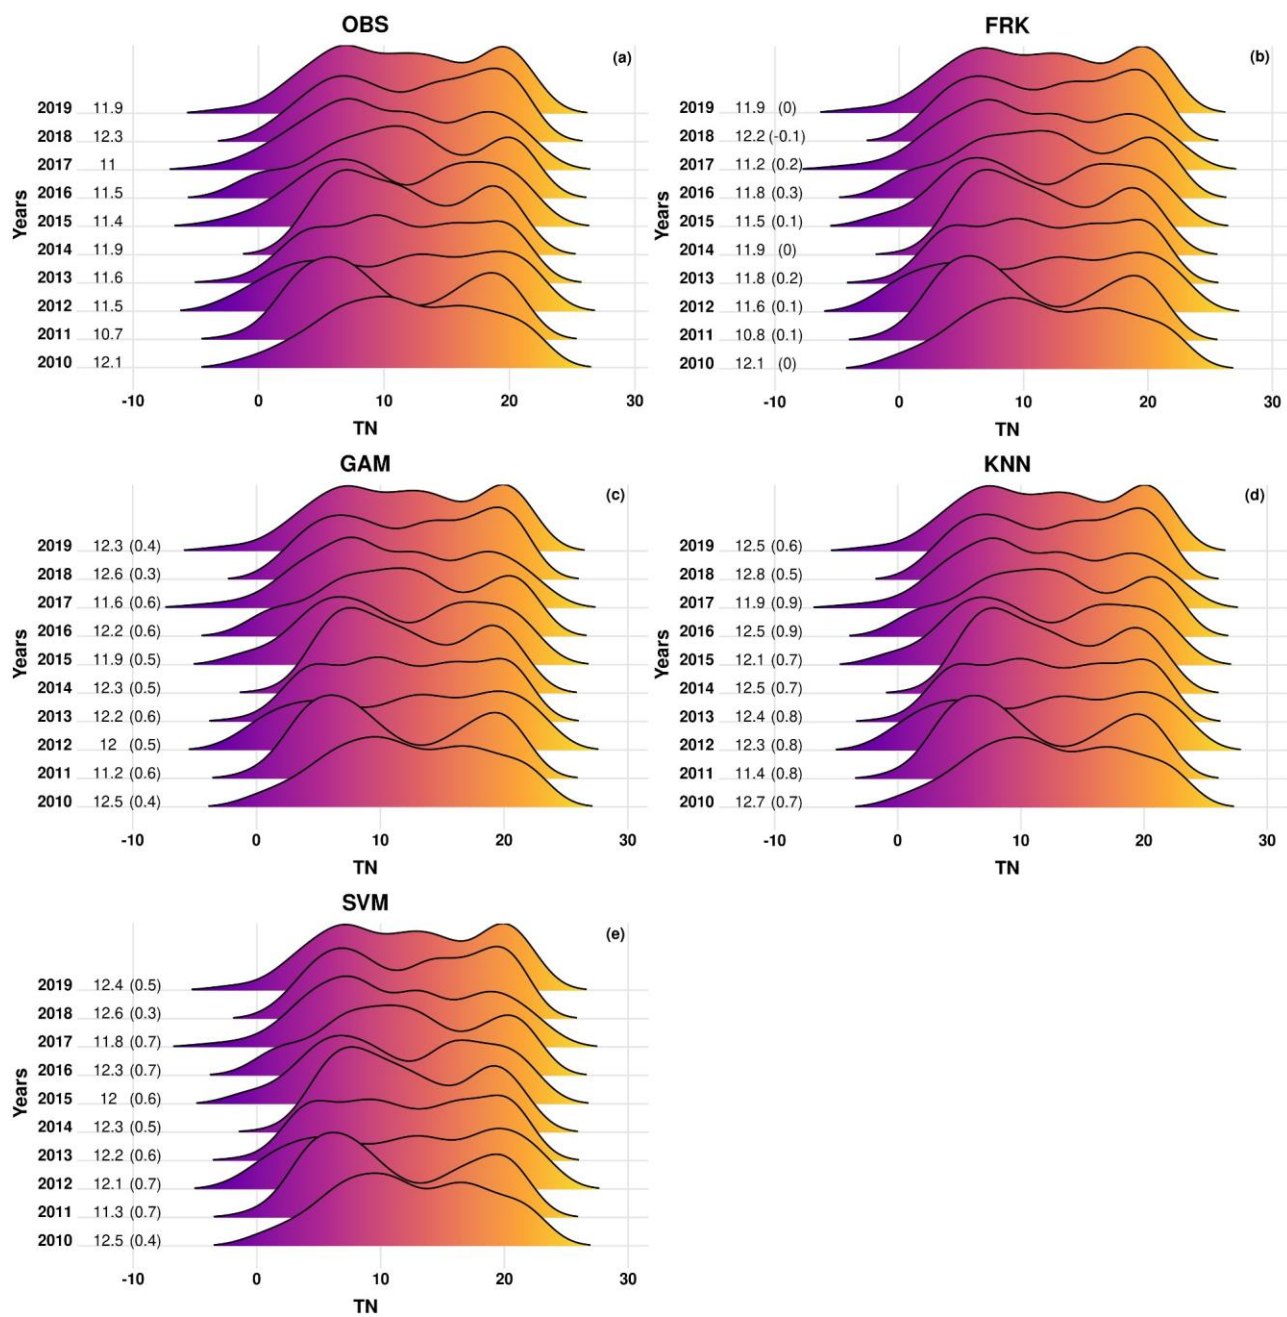 OBS
(a)
2019 11.9
2018 12.3
2017 11
2016 11.5
2015 11.4
2014 11.9
2013 11.6
2012 11.5
2011 10.7
2010 12.1
Years
-10 0 10 20 30
TN
FRK
(b)
2019 11.9 (0)
2018 12.2 (-0.1)
2017 11.2 (0.2)
2016 11.8 (0.3)
2015 11.5 (0.1)
2014 11.9 (0)
2013 11.8 (0.2)
2012 11.6 (0.1)
2011 10.8 (0.1)
2010 12.1 (0)
Years
-10 0 10 20 30
TN
GAM
(c)
2019 12.3 (0.4)
2018 12.6 (0.3)
2017 11.6 (0.6)
2016 12.2 (0.6)
2015 11.9 (0.5)
2014 12.3 (0.5)
2013 12.2 (0.6)
2012 12 (0.5)
2011 11.2 (0.6)
2010 12.5 (0.4)
Years
-10 0 10 20 30
TN
KNN
(d)
2019 12.5 (0.6)
2018 12.8 (0.5)
2017 11.9 (0.9)
2016 12.5 (0.9)
2015 12.1 (0.7)
2014 12.5 (0.7)
2013 12.4 (0.8)
2012 12.3 (0.8)
2011 11.4 (0.8)
2010 12.7 (0.7)
Years
-10 0 10 20 30
TN
SVM
(e)
2019 12.4 (0.5)
2018 12.6 (0.3)
2017 11.8 (0.7)
2016 12.3 (0.7)
2015 12 (0.6)
2014 12.3 (0.5)
2013 12.2 (0.6)
2012 12.1 (0.7)
2011 11.3 (0.7)
2010 12.5 (0.4)
Years
-10 0 10 20 30
TN